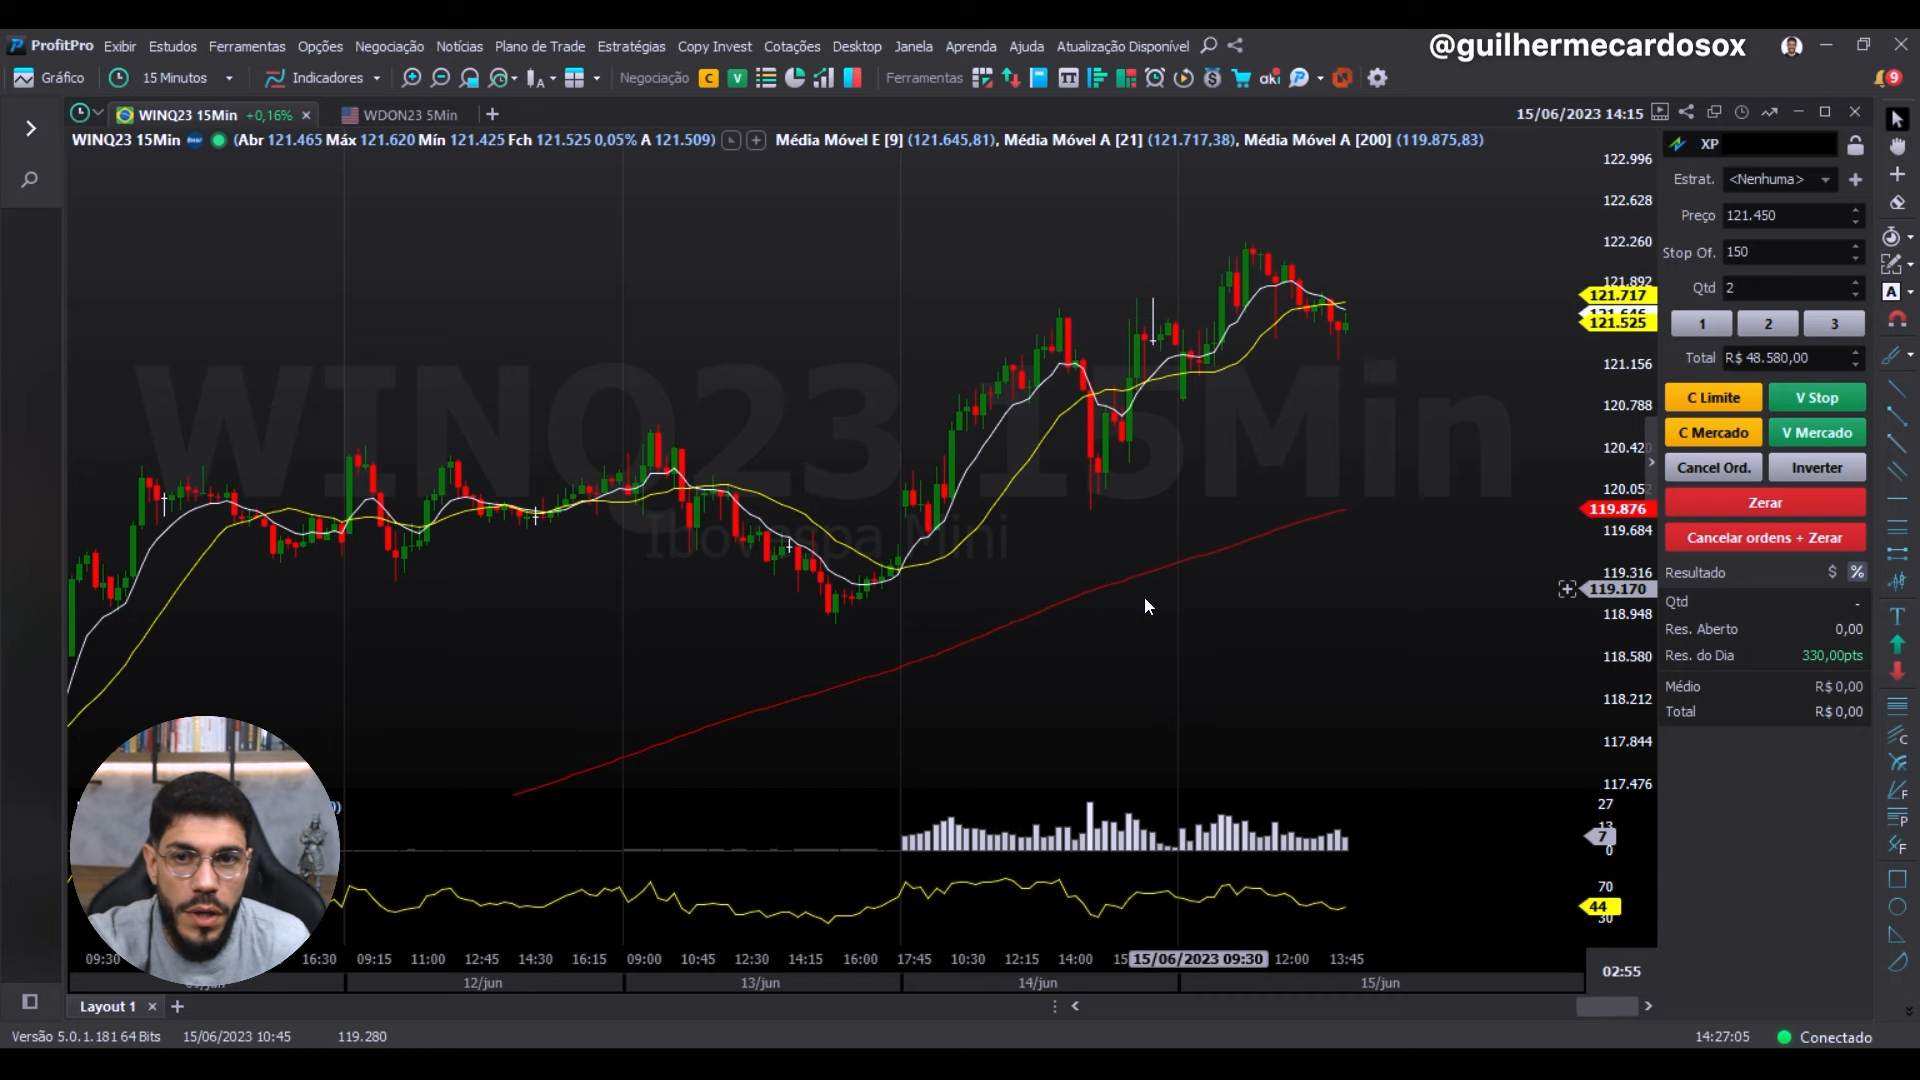 @guilhermecardosox
ProfitPro Exibir Estudos Ferramentas Opções Negociação Notícias Plano de Trade Estratégias Copy Invest Cotações Desktop Janela Aprenda Ajuda Atualização Disponível
Gráfico 15 Minutos Indicadores Negociação C V Ferramentas TT aki 9
WINQ23 15Min +0,16% WDON23 5Min 15/06/2023 14:15
WINQ23 15Min (Abr 121.465 Máx 121.620 Min 121.425 Fch 121.525 0,05% A 121.509) Média Móvel E [9] (121.645,81), Média Móvel A [21] (121.717,38), Média Móvel A [200] (119.875,83)
WINQ23 15Min
Ibovespa Mini
122.996
122.628
122.260
121.892
121.717
121.525
121.156
120.788
120.42
120.052
119.876
119.684
119.316
119.170
118.948
118.580
118.212
117.844
117.476
27
7
0
70
44
30
XP
Estrat. <Nenhuma>
Preço 121.450
Stop Of. 150
Qtd 2
1 2 3
Total R$ 48.580,00
C Limite V Stop
C Mercado V Mercado
Cancel Ord. Inverter
Zerar
Cancelar ordens + Zerar
Resultado $ %
Qtd -
Res. Aberto 0,00
Res. do Dia 330,00pts
Médio R$ 0,00
Total R$ 0,00
09:30 16:30 09:15 11:00 12:45 14:30 16:15 09:00 10:45 12:30 14:15 16:00 17:45 10:30 12:15 14:00 15 15/06/2023 09:30 12:00 13:45
12/jun 13/jun 14/jun 15/jun
02:55
Layout 1
Versão 5.0.1.181 64 Bits 15/06/2023 10:45 119.280 14:27:05 Conectado